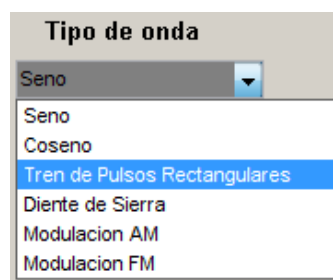 Tipo de onda
Seno
Seno
Coseno
Tren de Pulsos Rectangulares
Diente de Sierra
Modulacion AM
Modulacion FM